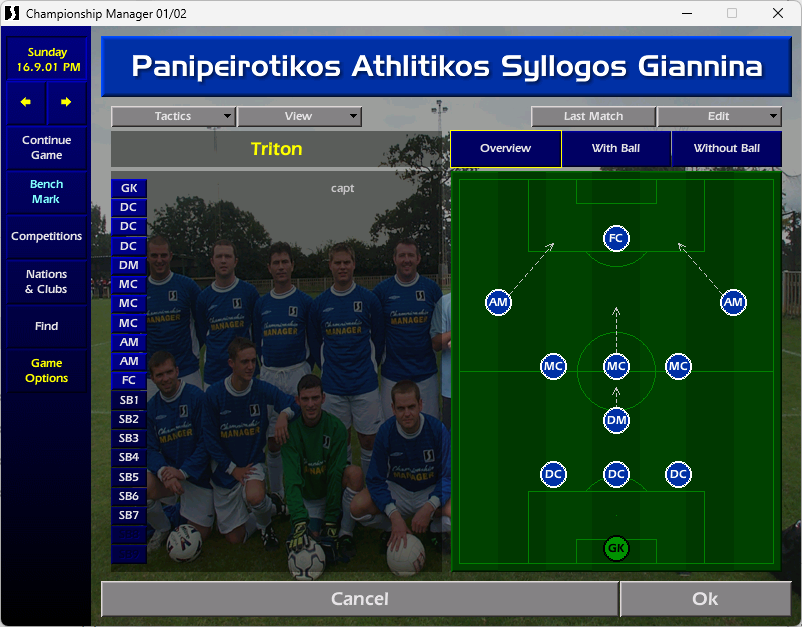 Championship Manager 01/02
Sunday
16.9.01 PM
Continue
Game
Bench
Mark
Competitions
Nations
& Clubs
Find
Game
Options
Panipeirotikos Athlitikos Syllogos Giannina
Tactics
View
Last Match
Edit
Triton
Overview
With Ball
Without Ball
capt
GK
DC
DC
DC
DM
MC
MC
MC
AM
AM
FC
SB1
SB2
SB3
SB4
SB5
SB6
SB7
FC
AM
AM
MC
MC
MC
DM
DC
DC
DC
GK
Cancel
Ok